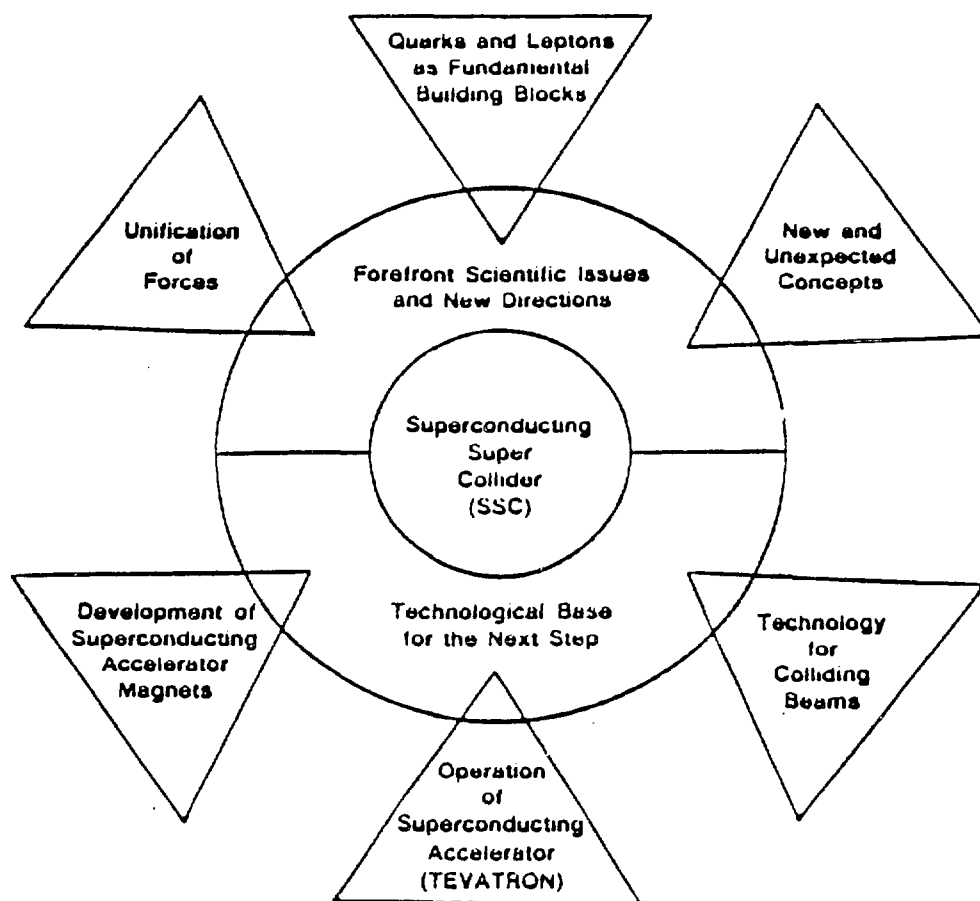 Quarks and Leptons
as Fundamental
Building Blocks
Unification
of
Forces
New and
Unexpected
Concepts
Forefront Scientific Issues
and New Directions
Superconducting
Super
Collider
(SSC)
Development of
Superconducting
Accelerator
Magnets
Technological Base
for the Next Step
Technology
for
Colliding
Beams
Operation
of
Superconducting
Accelerator
(TEVATRON)